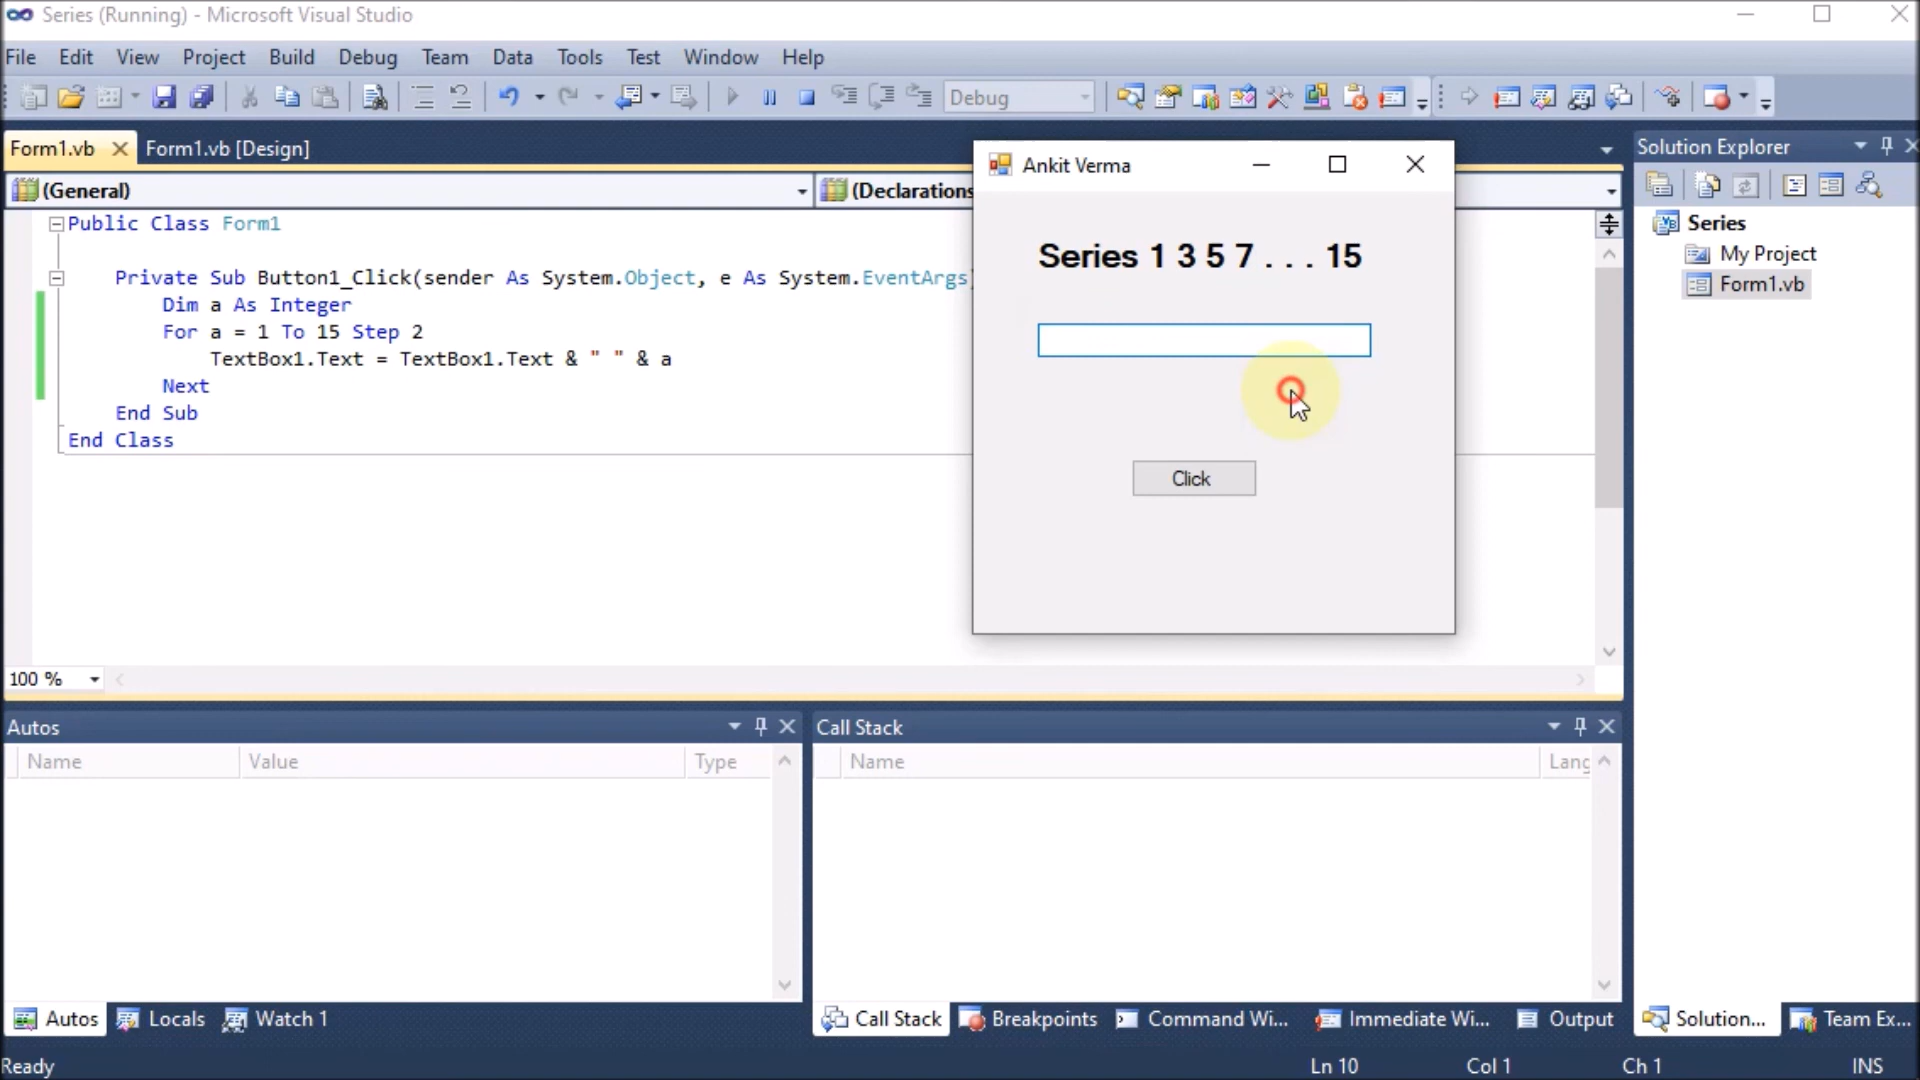 Series (Running) - Microsoft Visual Studio
File Edit View Project Build Debug Team Data Tools Test Window Help
Debug
Form1.vb Form1.vb [Design]
(General) (Declarations
Public Class Form1
Private Sub Button1_Click(sender As System.Object, e As System.EventArgs)
Dim a As Integer
For a = 1 To 15 Step 2
TextBox1.Text = TextBox1.Text & " " & a
Next
End Sub
End Class
100 %
Ankit Verma
Series 1 3 5 7 . . . 15
Click
Solution Explorer
Series
My Project
Form1.vb
Autos
Name Value Type
Call Stack
Name Lang
Autos Locals Watch 1
Call Stack Breakpoints Command Wi... Immediate Wi... Output
Solution... Team Ex...
Ready Ln 10 Col 1 Ch 1 INS